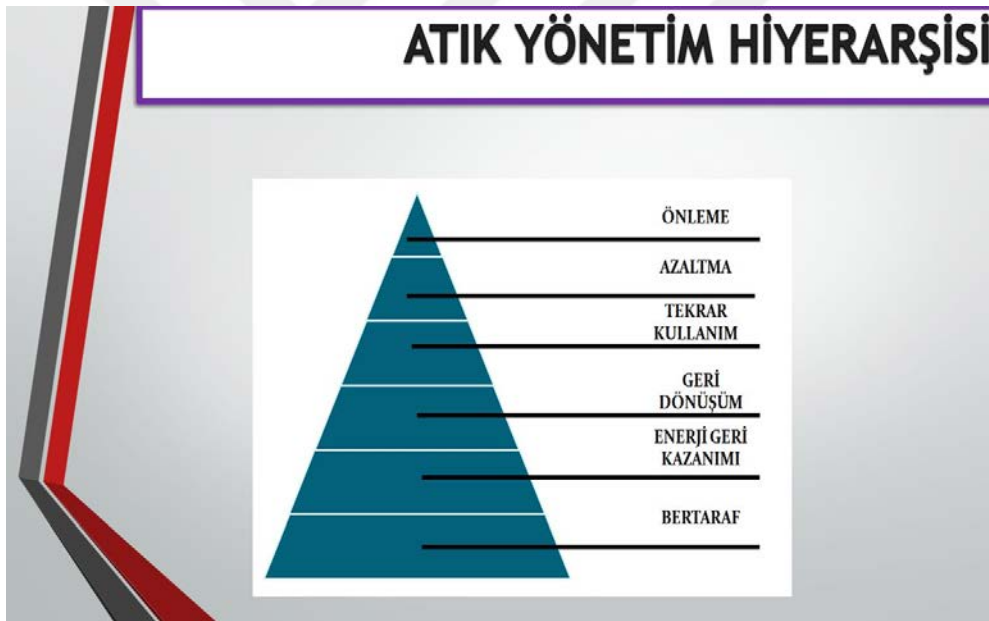 ATIK YÖNETİM HİYERARŞİSİ
ÖNLEME
AZALTMA
TEKRAR
KULLANIM
GERİ
DÖNÜŞÜM
ENERJİ GERİ
KAZANIMI
BERTARAF